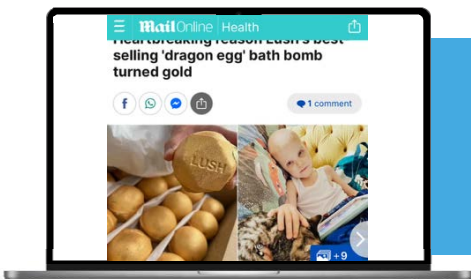 MailOnline Health
Heartbreaking reason Lush's best
selling 'dragon egg' bath bomb
turned gold
1 comment
LUSH
+9